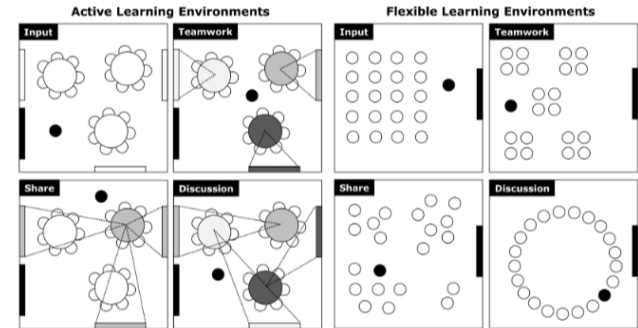 Active Learning Environments
Flexible Learning Environments
Input
Teamwork
Input
Teamwork
Share
Discussion
Share
Discussion